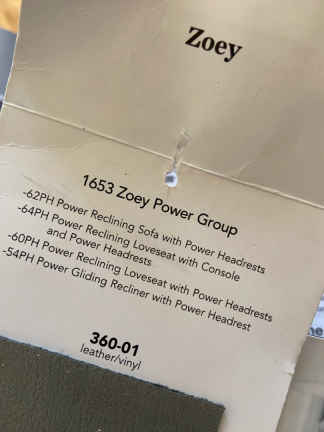 Zoey
1653 Zoey Power Group
-62PH Power Reclining Sofa with Power Headrests
-64PH Power Reclining Loveseat with Console
and Power Headrests
-60PH Power Reclining Loveseat with Power Headrests
-54PH Power Gliding Recliner with Power Headrest
360-01
leather/vinyl